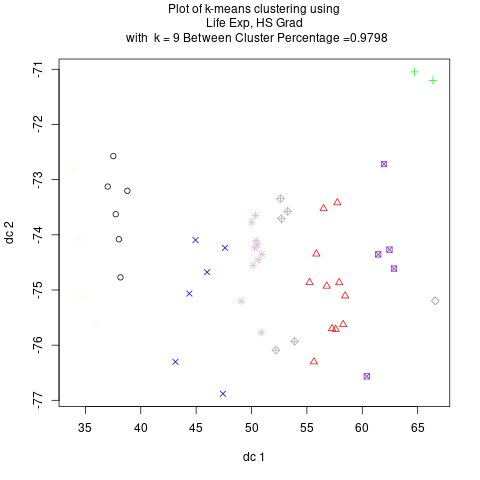 Plot of k-means clustering using
Life Exp, HS Grad
with  k = 9 Between Cluster Percentage =0.9798
-71
-72
-73
-74
-75
-76
-77
dc 2
35 40 45 50 55 60 65
dc 1